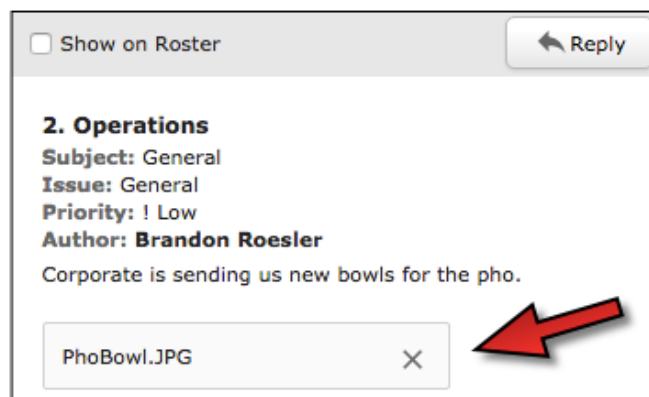 Show on Roster
Reply
2. Operations
Subject: General
Issue: General
Priority: ! Low
Author: Brandon Roesler
Corporate is sending us new bowls for the pho.
PhoBowl.JPG